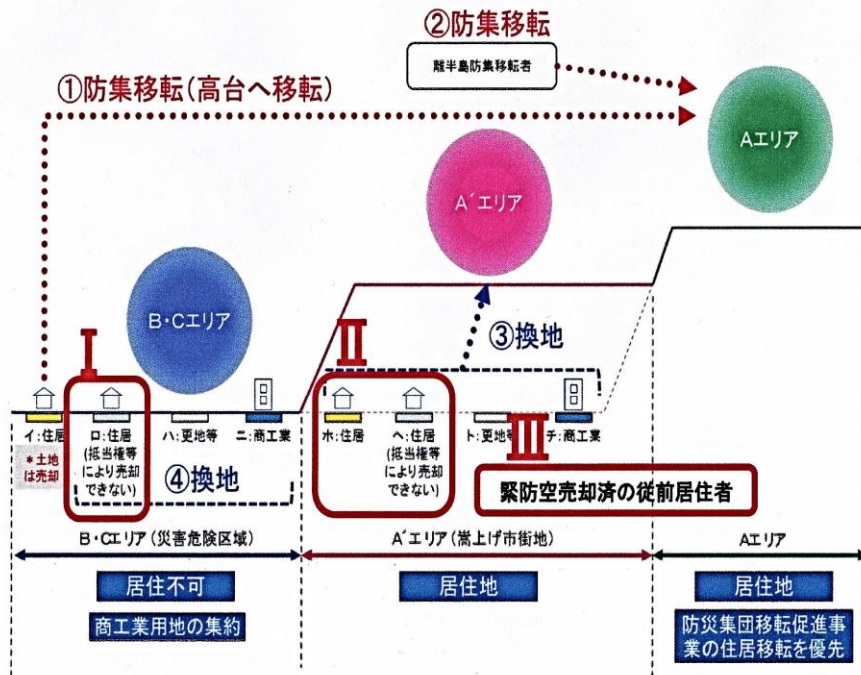 ②防集移転
離半島防集移転者
①防集移転(高台へ移転)
Aエリア
A´エリア
B・Cエリア
Ⅰ
Ⅱ
③換地
イ:住居
ロ:住居
(抵当権等
により売却
できない)
ハ:更地等
ニ:商工業
ホ:住居
ヘ:住居
(抵当権等
により売却
できない)
ト:更地等
チ:商工業
Ⅲ
*土地
は売却
④換地
緊防空売却済の従前居住者
B・Cエリア(災害危険区域)
A´エリア(嵩上げ市街地)
Aエリア
居住不可
居住地
居住地
商工業用地の集約
防災集団移転促進事
業の住居移転を優先